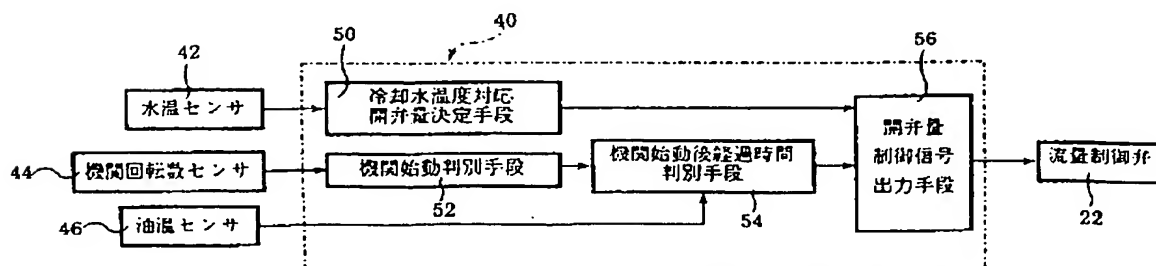 40
42
50
56
水温センサ
冷却水温度対応
開弁量決定手段
開弁量
制御信号
出力手段
44
機関回転数センサ
機関始動判別手段
52
機関始動後経過時間
判別手段
54
流量制御弁
22
46
油温センサ